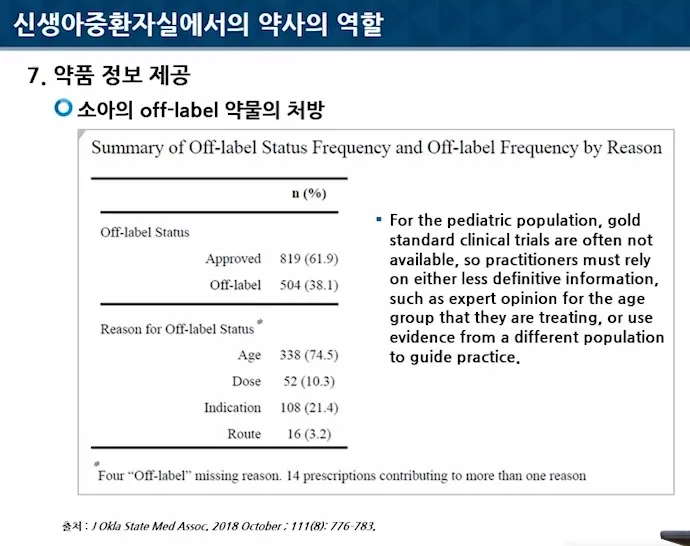 신생아중환자실에서의 약사의 역할
7. 약품 정보 제공
소아의 off-label 약물의 처방
Summary of Off-label Status Frequency and Off-label Frequency by Reason
n (%)
Off-label Status
Approved 819 (61.9)
Off-label 504 (38.1)
Reason for Off-label Status*
Age 338 (74.5)
Dose 52 (10.3)
Indication 108 (21.4)
Route 16 (3.2)
*Four “Off-label” missing reason. 14 prescriptions contributing to more than one reason
▪ For the pediatric population, gold
standard clinical trials are often not
available, so practitioners must rely
on either less definitive information,
such as expert opinion for the age
group that they are treating, or use
evidence from a different population
to guide practice.
출처 : J Okla State Med Assoc. 2018 October ; 111(8): 776-783.